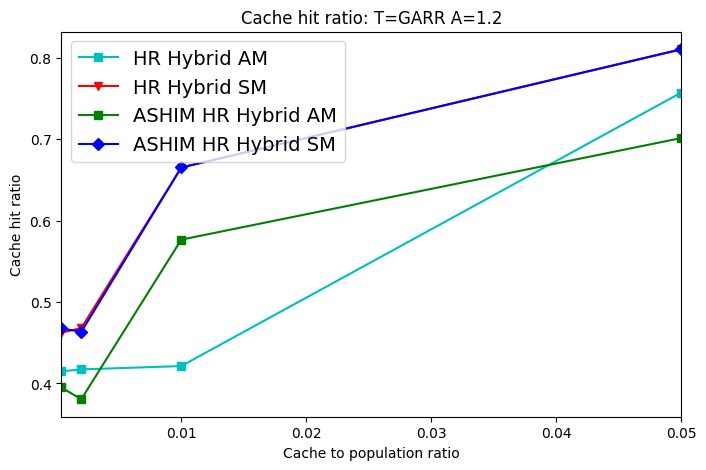 Cache hit ratio: T=GARR A=1.2
HR Hybrid AM
HR Hybrid SM
ASHIM HR Hybrid AM
ASHIM HR Hybrid SM
Cache hit ratio
0.8
0.7
0.6
0.5
0.4
0.01
0.02
0.03
0.04
0.05
Cache to population ratio